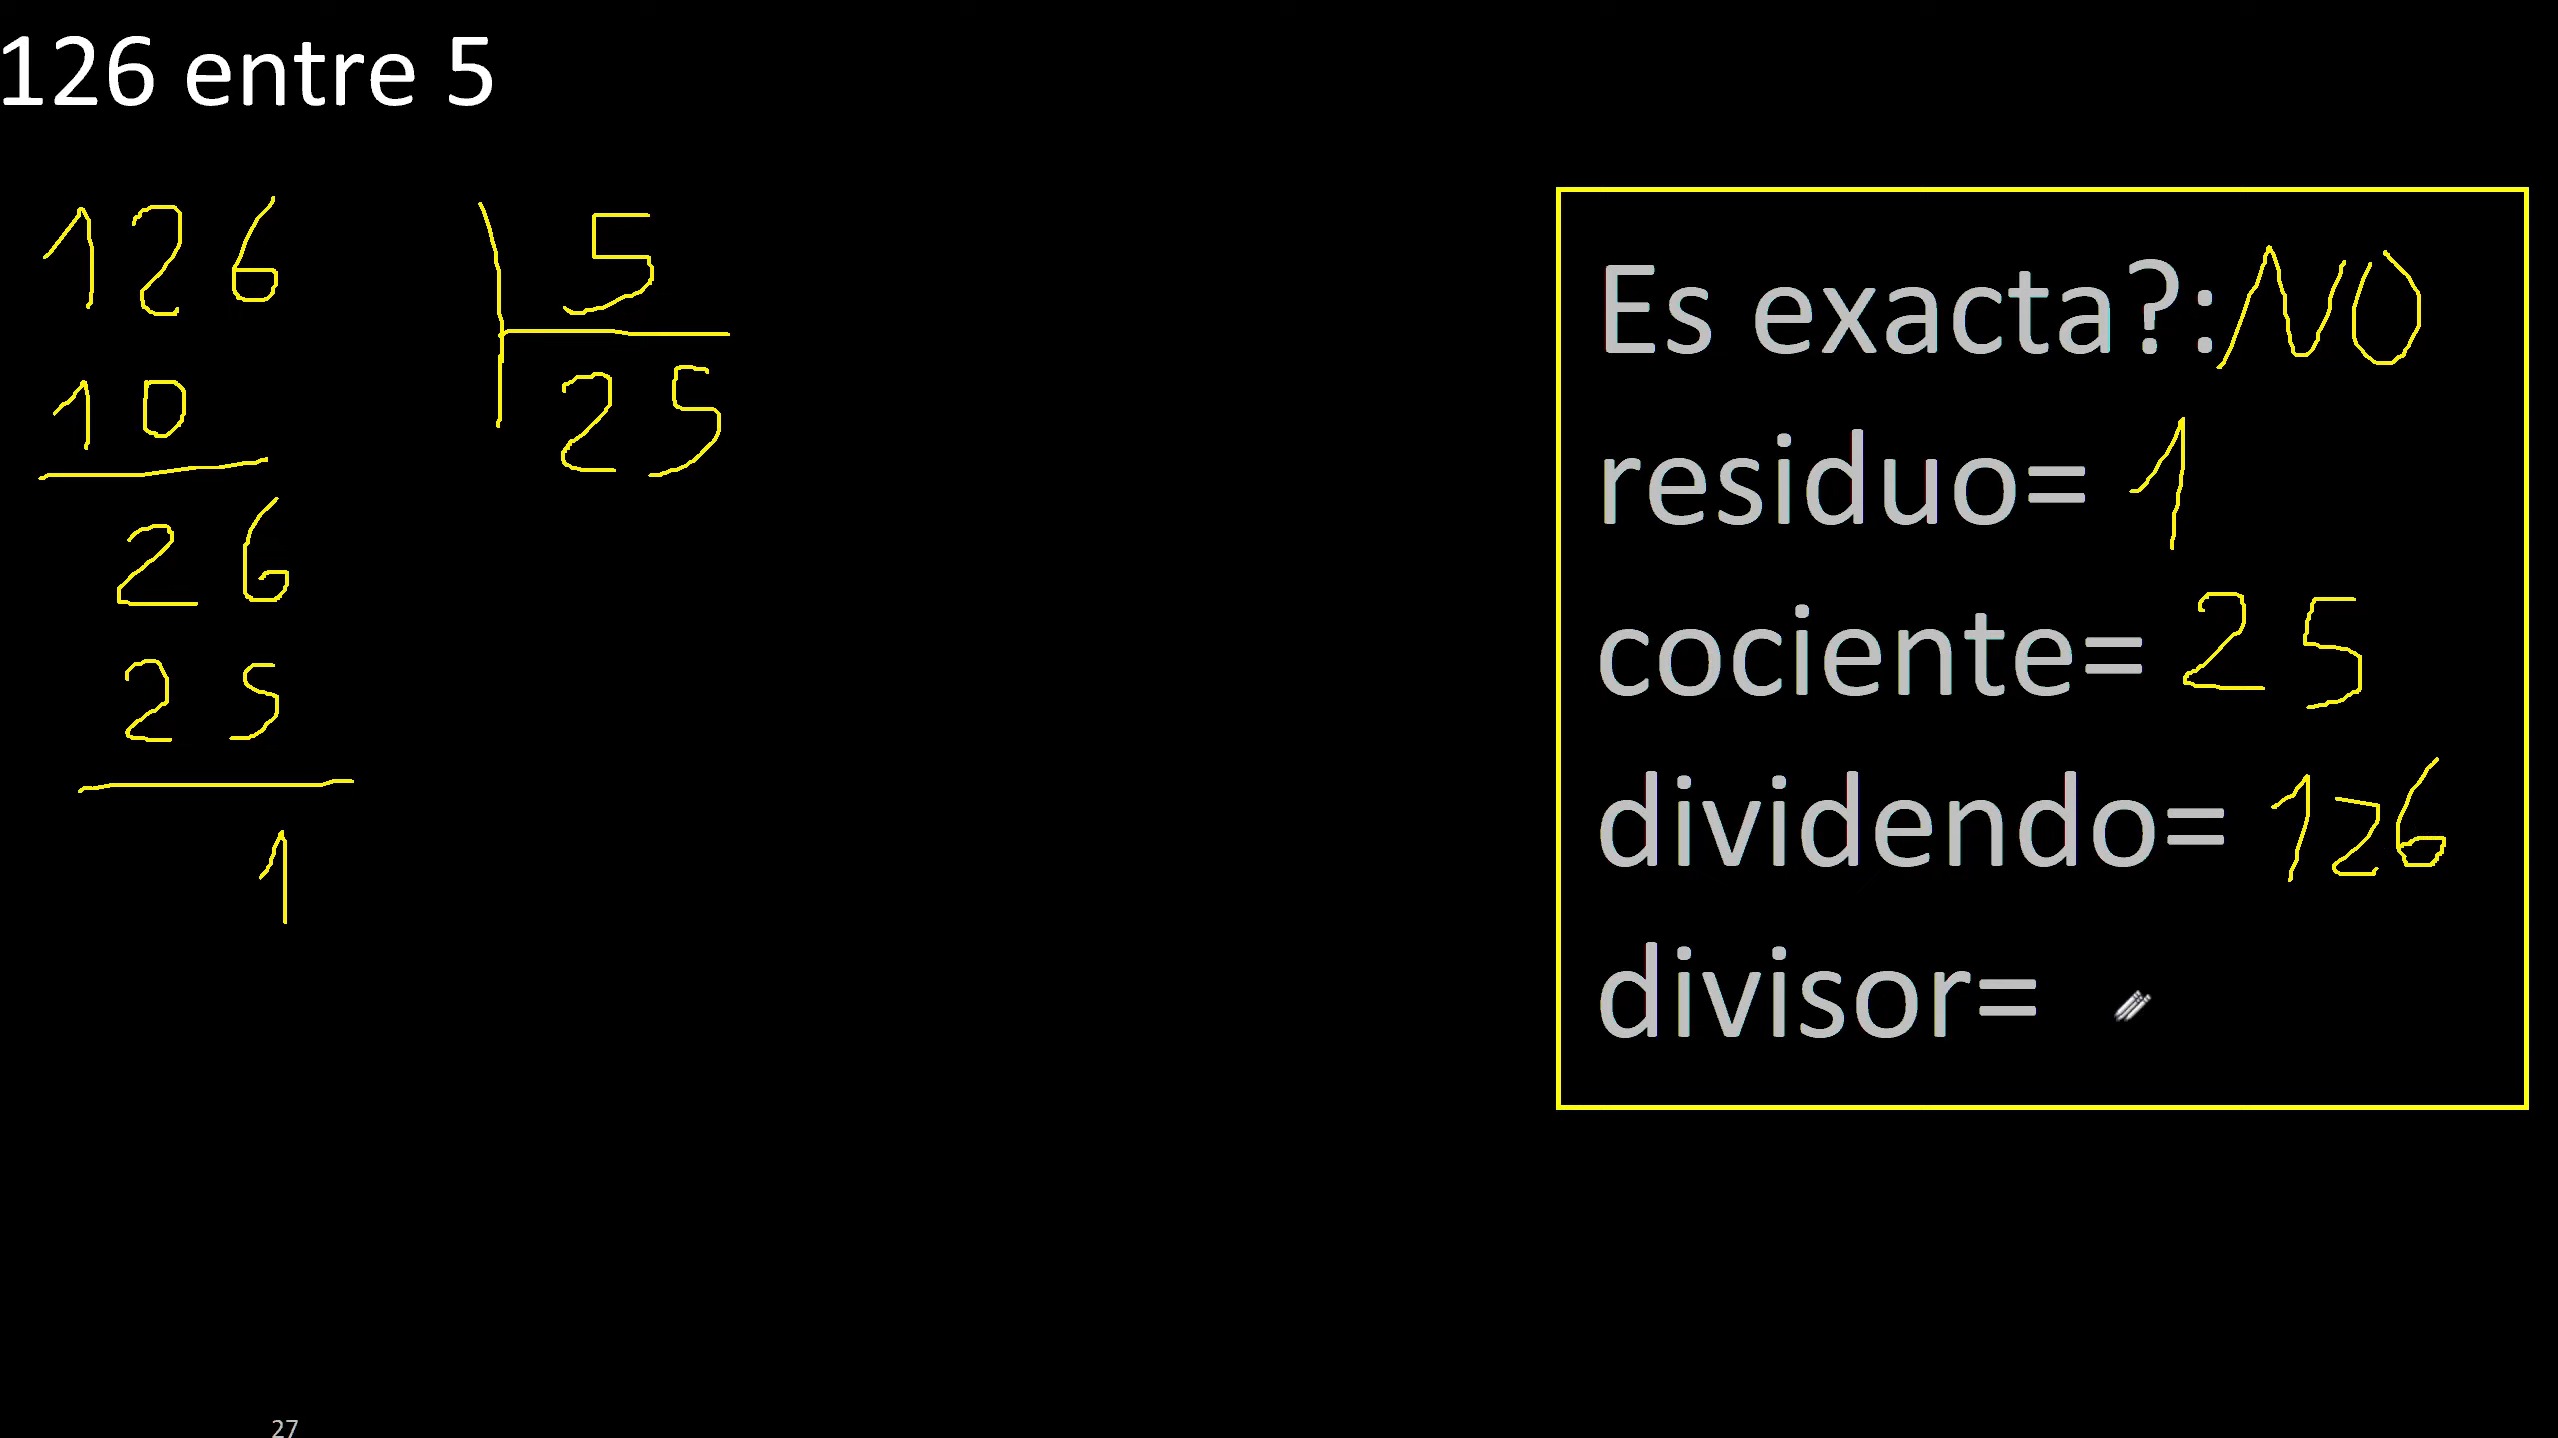 126 entre 5
126 5
10 25
26
25
1
Es exacta?: NO
residuo= 1
cociente= 25
dividendo= 126
divisor=
27